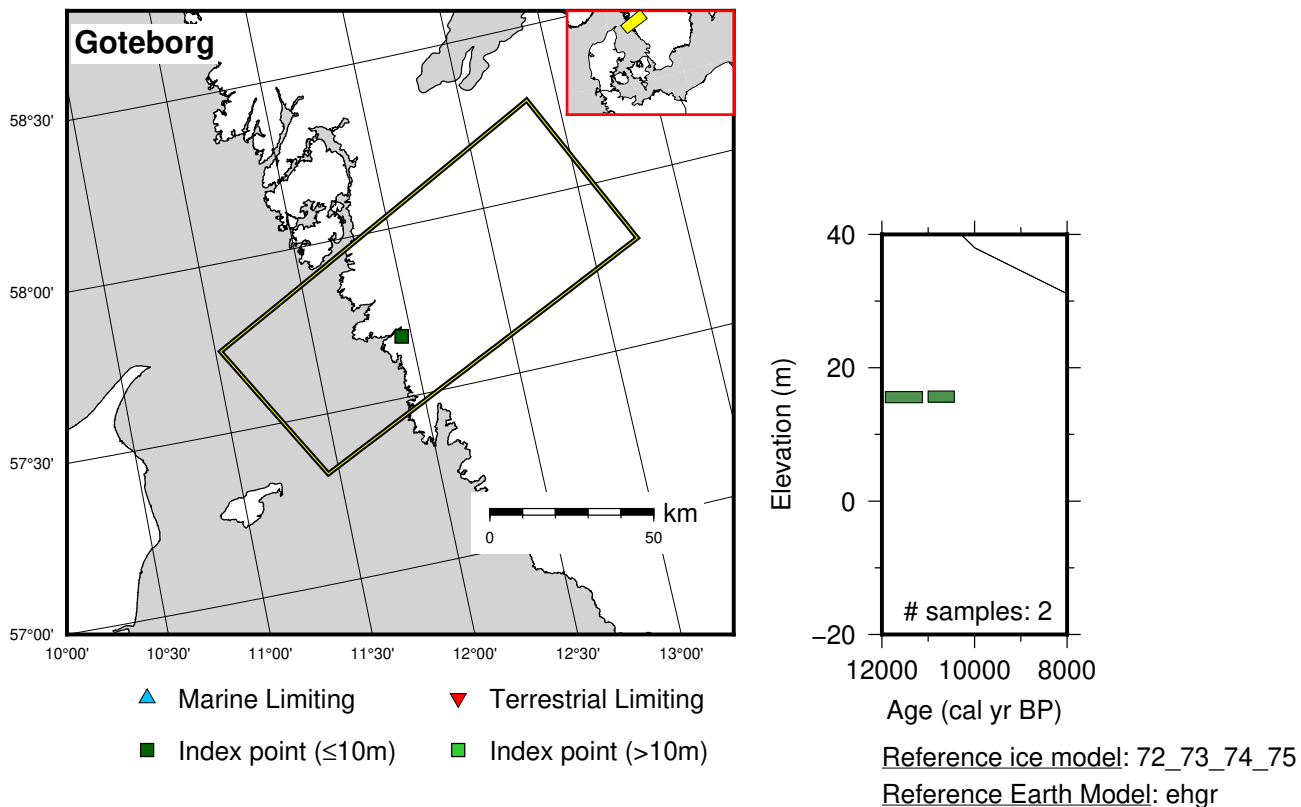 Goteborg
58°30'
58°00'
57°30'
57°00'
10°00'
10°30'
11°00'
11°30'
12°00'
12°30'
13°00'
km
0
50
Marine Limiting
Terrestrial Limiting
Index point (≤10m)
Index point (>10m)
40
20
0
−20
Elevation (m)
# samples: 2
12000
10000
8000
Age (cal yr BP)
Reference ice model: 72_73_74_75
Reference Earth Model: ehgr